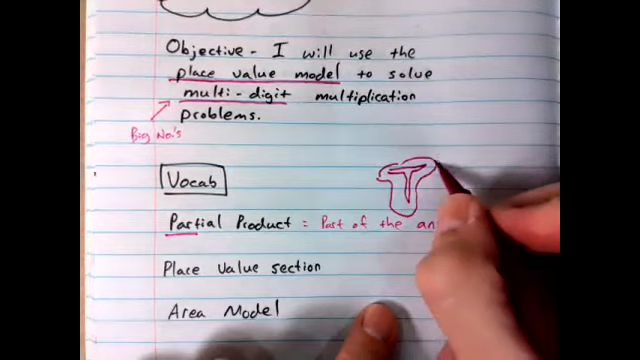 Objective - I will use the
place value model to solve
multi-digit multiplication
problems.
Big No.'s
T
Vocab
Partial Product = Part of the an
Place Value section
Area Model